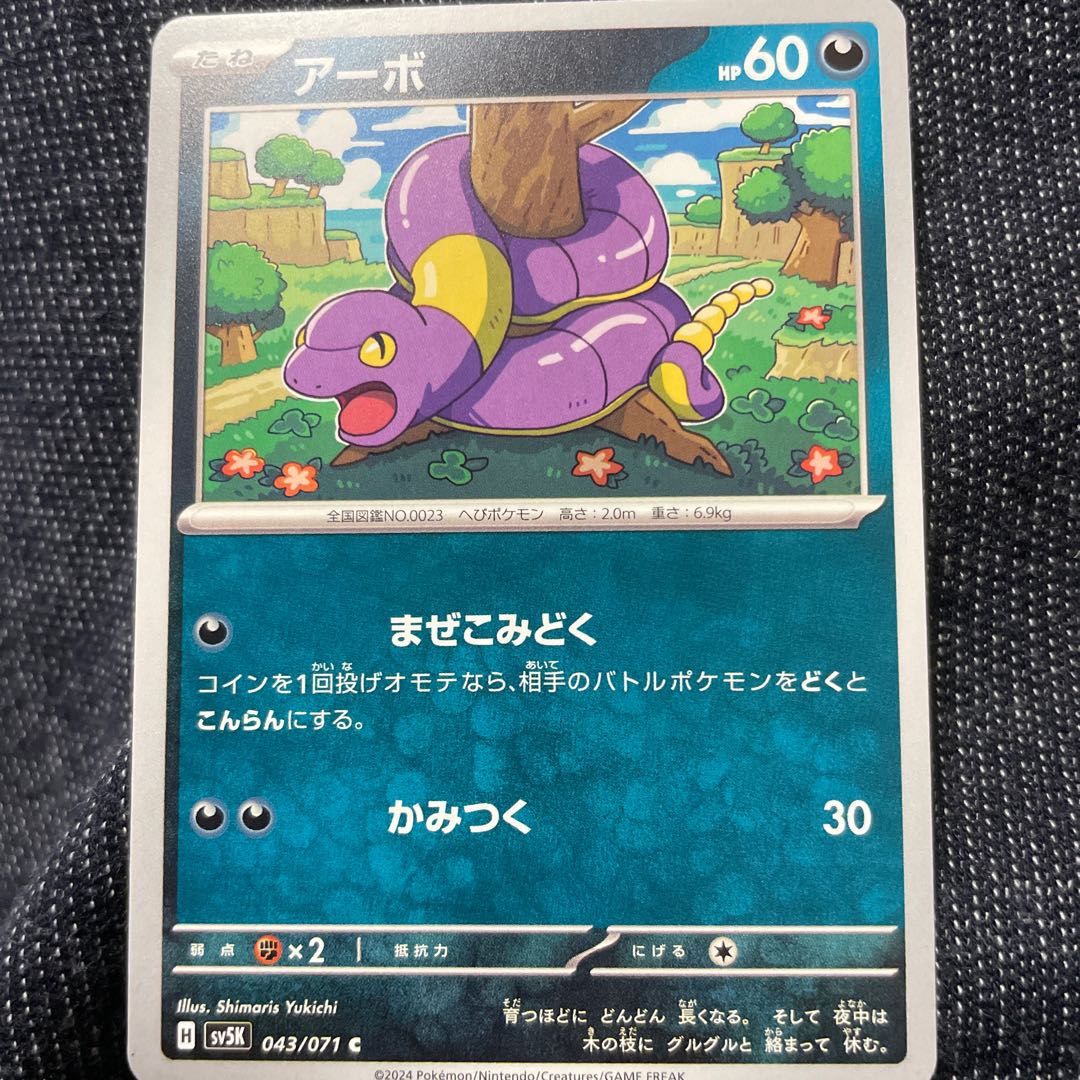 たね アーボ HP60
全国図鑑NO.0023 へびポケモン 高さ:2.0m 重さ:6.9kg
まぜこみどく
コインを1回投げオモテなら、相手のバトルポケモンをどくと
こんらんにする。
かみつく 30
弱点 ×2 抵抗力 にげる
Illus. Shimaris Yukichi
H sv5K 043/071 C
育つほどに どんどん 長くなる。 そして 夜中は
木の枝に グルグルと 絡まって 休む。
©2024 Pokémon/Nintendo/Creatures/GAME FREAK